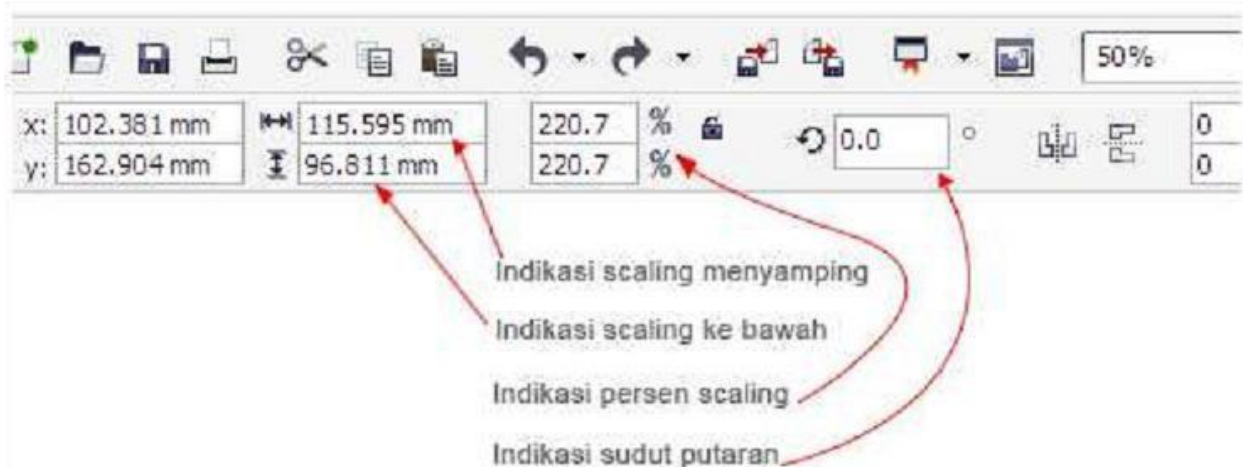 50%
x: 102.381 mm 115.595 mm 220.7 % 0.0 ° 0
y: 162.904 mm 96.811 mm 220.7 % 0
Indikasi scaling menyamping
Indikasi scaling ke bawah
Indikasi persen scaling
Indikasi sudut putaran